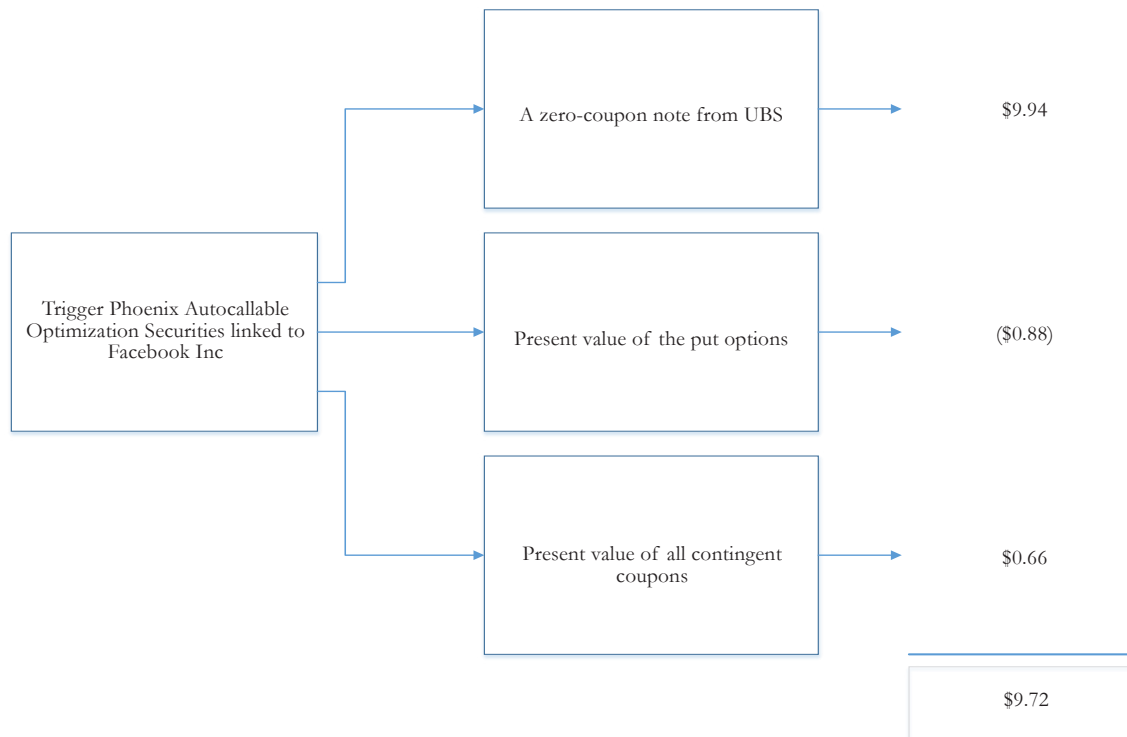 A zero-coupon note from UBS
$9.94
Trigger Phoenix Autocallable
Optimization Securities linked to
Facebook Inc
Present value of the put options
($0.88)
Present value of all contingent
coupons
$0.66
$9.72